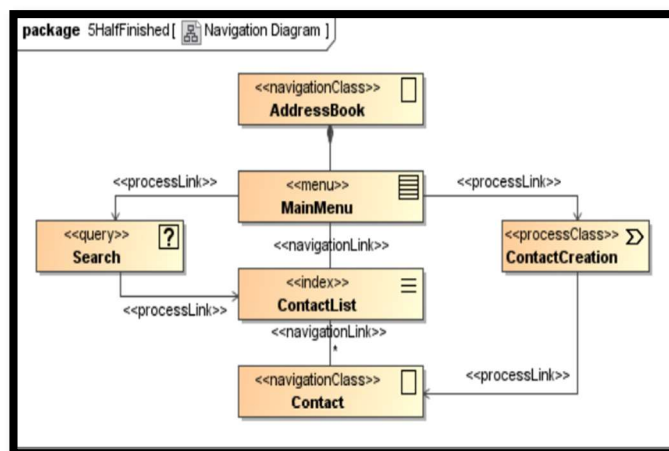 package 5HalfFinished [ Navigation Diagram ]
<<navigationClass>>
AddressBook
<<processLink>>
<<menu>>
MainMenu
<<processLink>>
<<query>>
Search
?
<<navigationLink>>
<<processClass>>
ContactCreation
<<processLink>>
<<index>>
ContactList
<<navigationLink>>
*
<<navigationClass>>
Contact
<<processLink>>